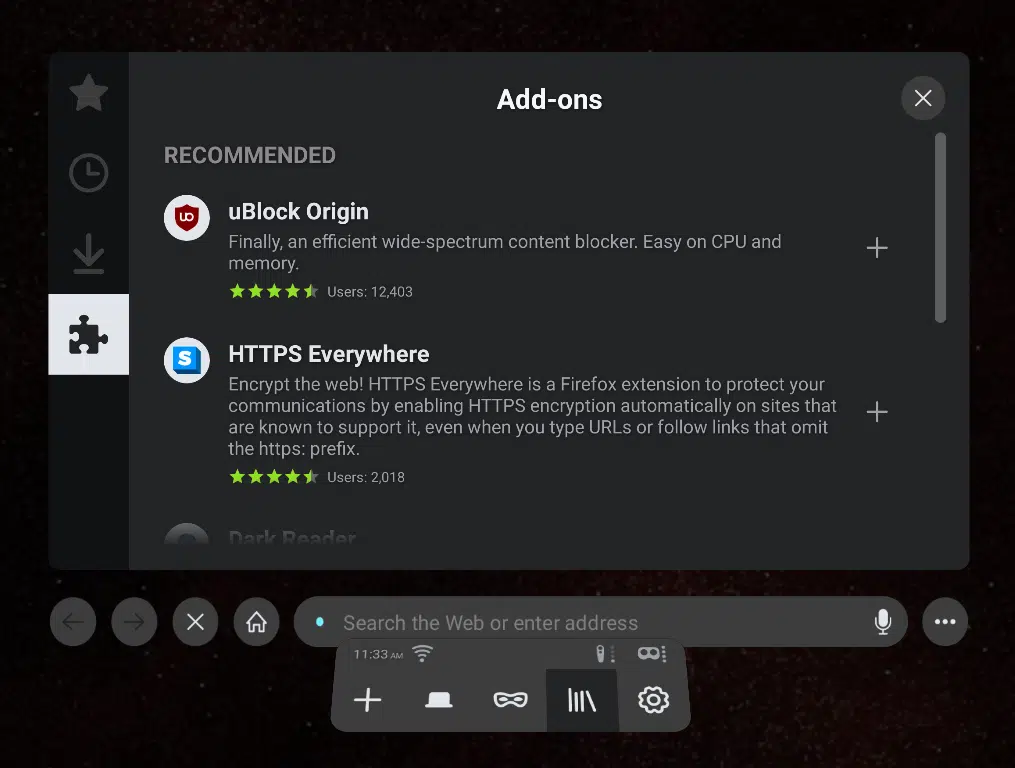 Add-ons
RECOMMENDED
uBlock Origin
Finally, an efficient wide-spectrum content blocker. Easy on CPU and
memory.
Users: 12,403
HTTPS Everywhere
Encrypt the web! HTTPS Everywhere is a Firefox extension to protect your
communications by enabling HTTPS encryption automatically on sites that
are known to support it, even when you type URLs or follow links that omit
the https: prefix.
Users: 2,018
Dark Reader
Search the Web or enter address
11:33 AM